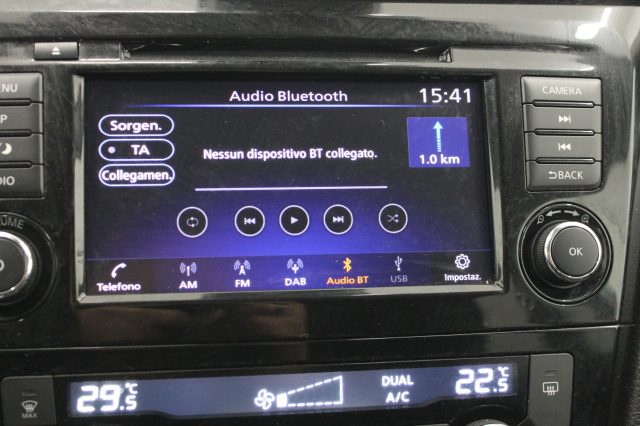 Audio Bluetooth 15:41
MENU
CAMERA
Sorgen.
TA
Collegamen.
Nessun dispositivo BT collegato.
1.0 km
BACK
OK
Telefono AM FM DAB Audio BT USB Impostaz.
29.5°C
DUAL
A/C
22.5°C
MAX